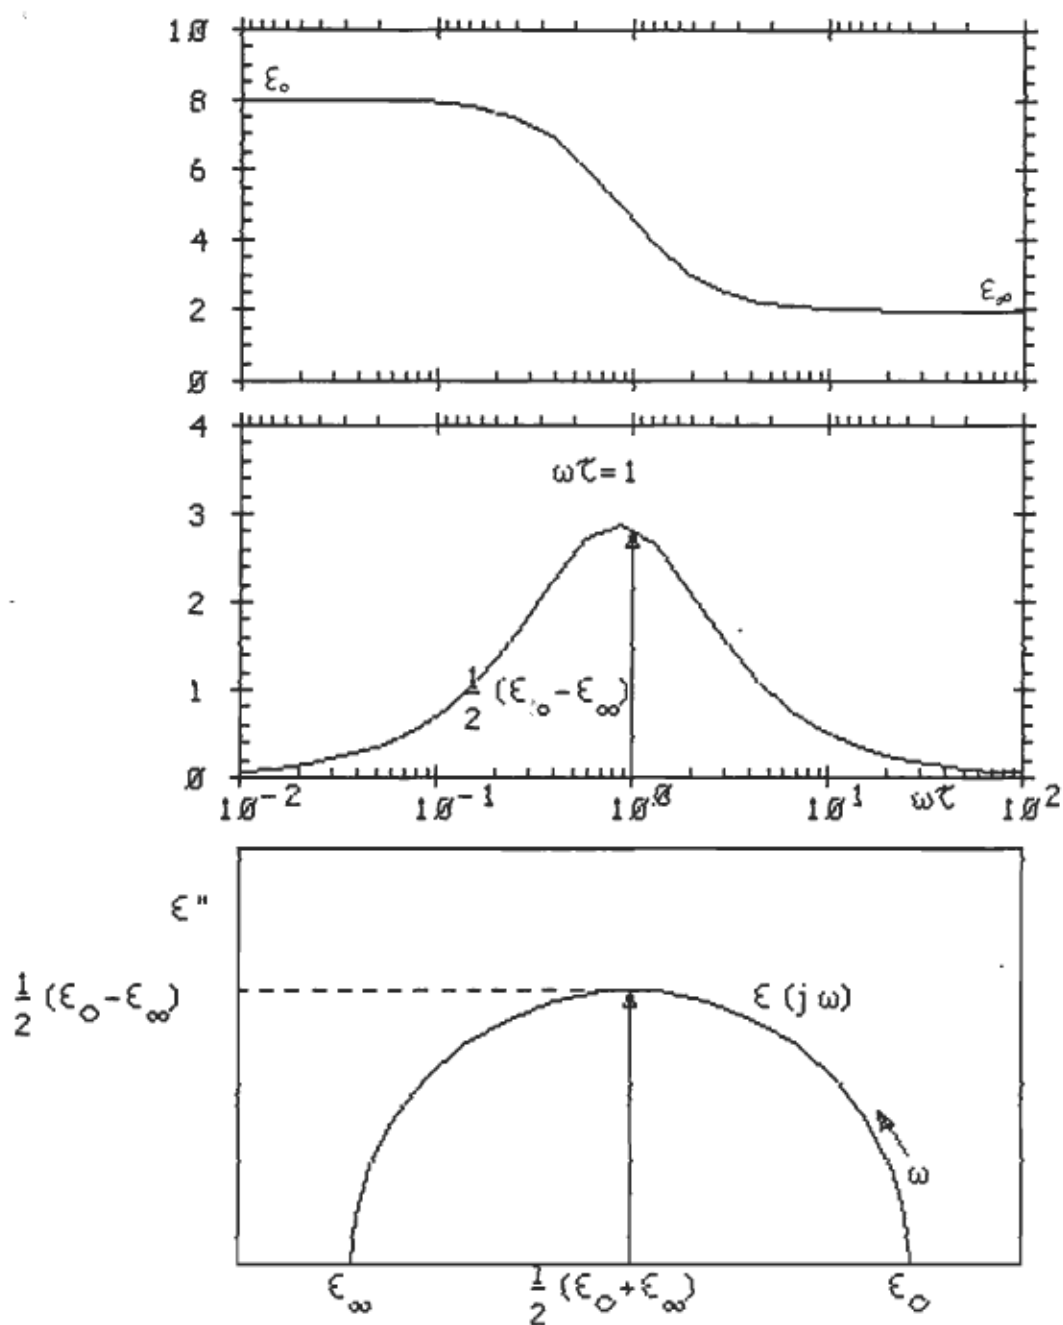 10
ε₀
8
6
4
ε∞
2
0
4
ωτ=1
3
2
1
½ (ε₀-ε∞)
0
10⁻² 10⁻¹ 10⁰ 10¹ ωτ 10²
ε"
½ (ε₀-ε∞)
ε (j ω)
ω
ε∞ ½ (ε₀+ε∞) ε₀